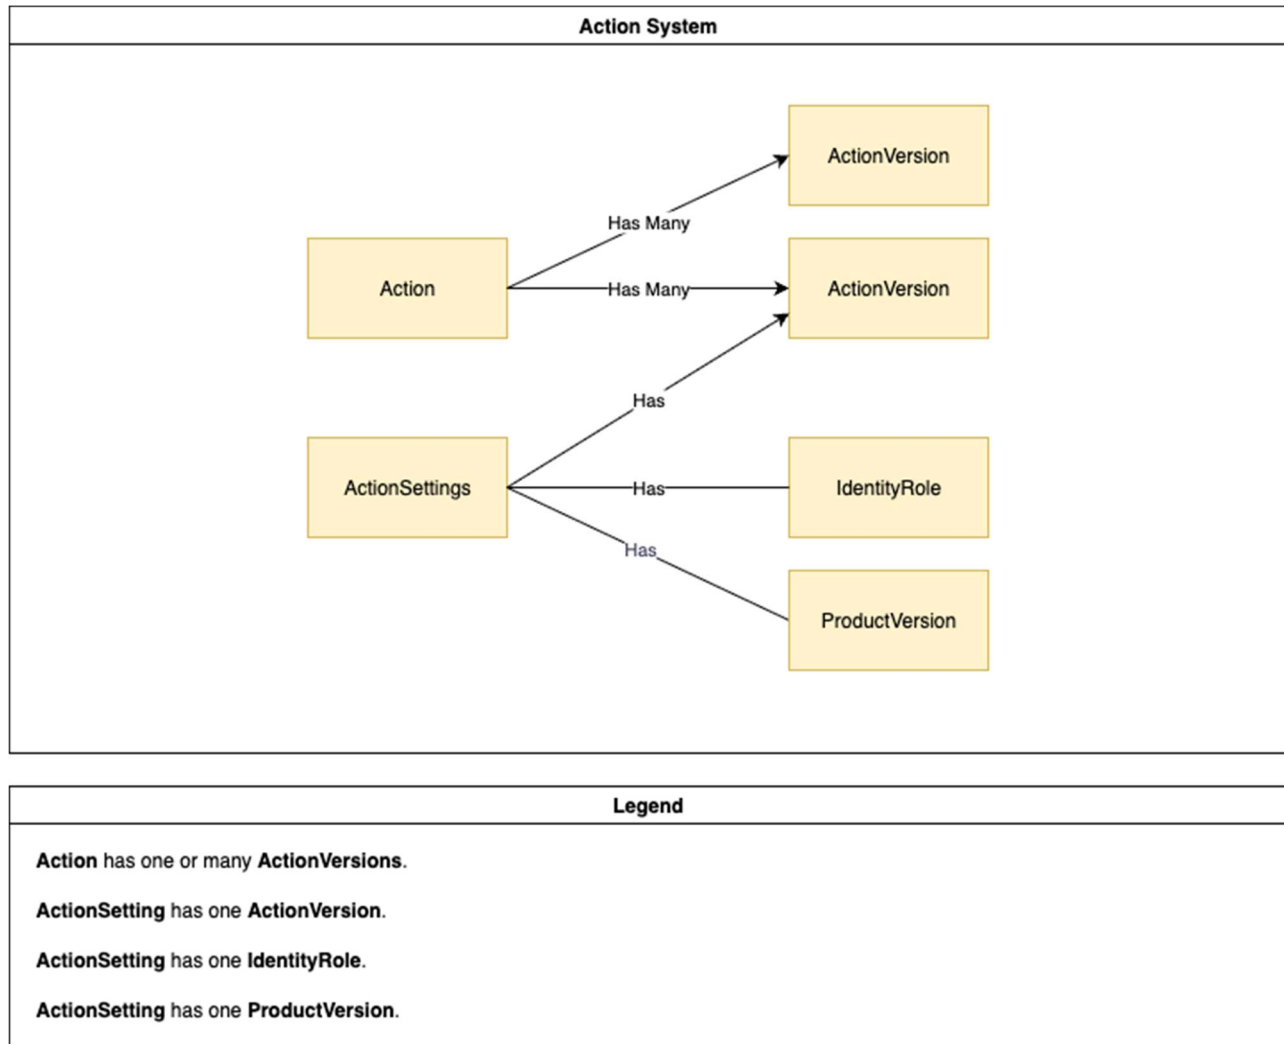 Action System
ActionVersion
Has Many
Action
Has Many
ActionVersion
Has
ActionSettings
Has
IdentityRole
Has
ProductVersion
Legend
Action has one or many ActionVersions.
ActionSetting has one ActionVersion.
ActionSetting has one IdentityRole.
ActionSetting has one ProductVersion.